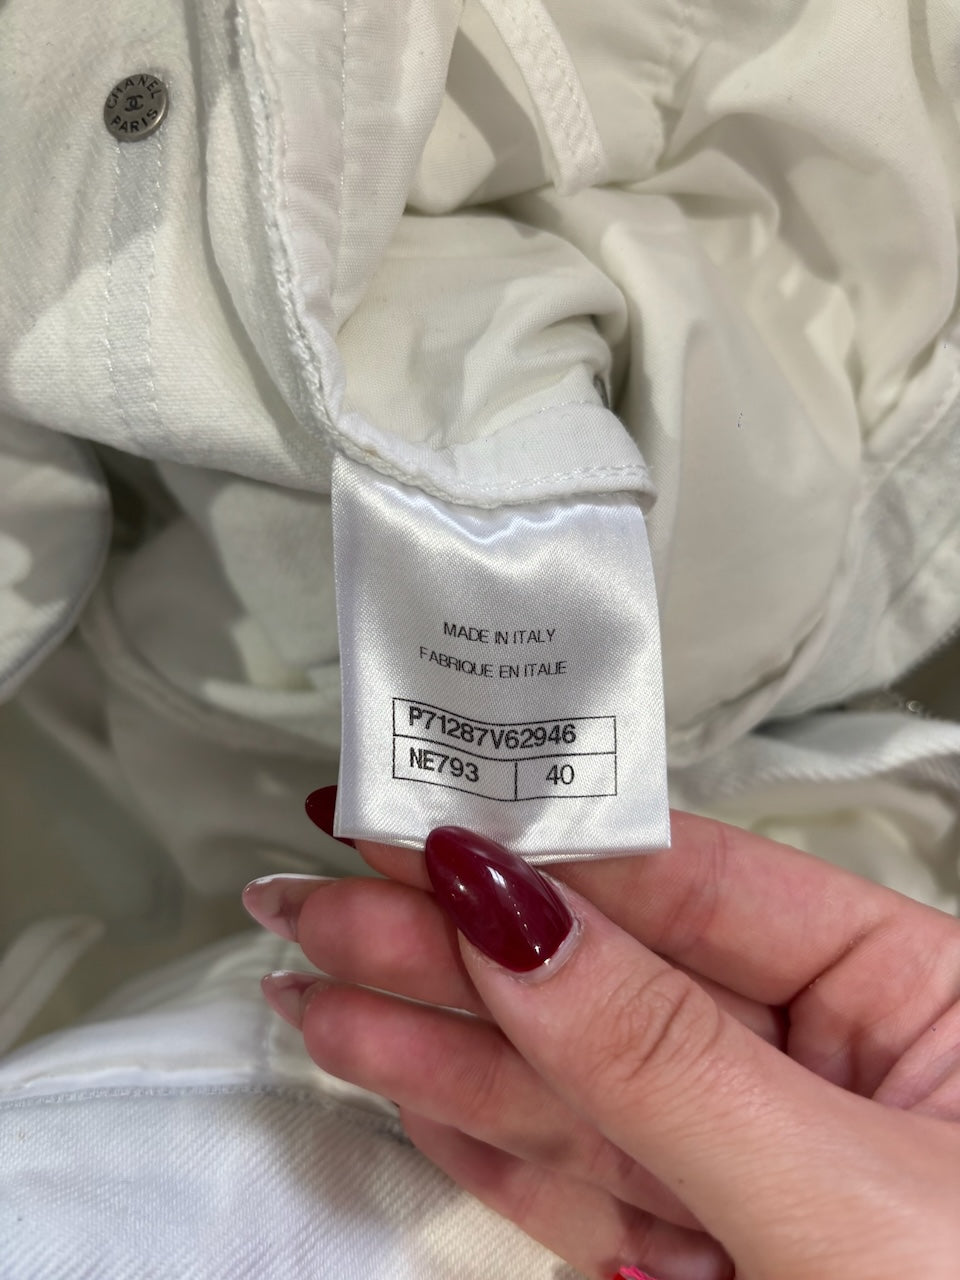 CHANEL
PARIS
MADE IN ITALY
FABRIQUE EN ITALIE
P71287V62946
NE793 40